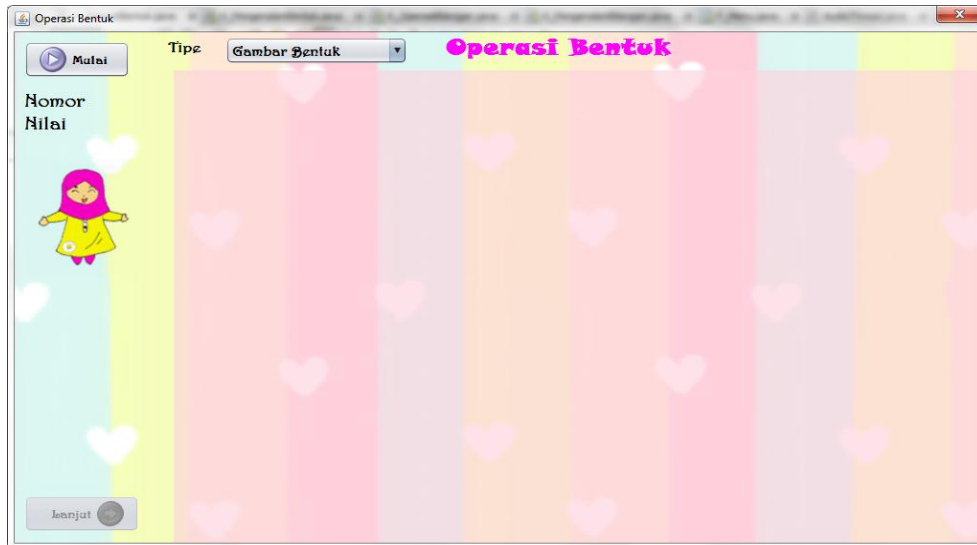 Operasi Bentuk
Mulai
Tipe
Gambar Bentuk
Operasi Bentuk
Nomor
Nilai
Lanjut